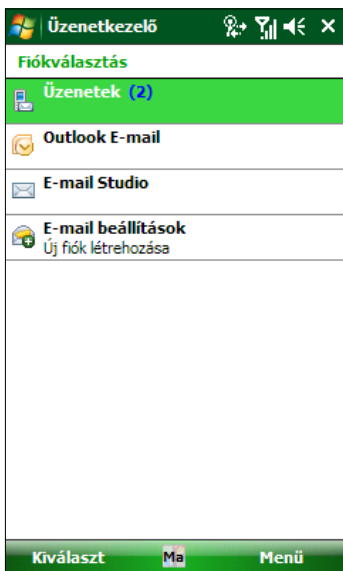 Üzenetkezelő
Fiókválasztás
Üzenetek (2)
Outlook E-mail
E-mail Studio
E-mail beállítások
Új fiók létrehozása
Kiválaszt Ma Menü